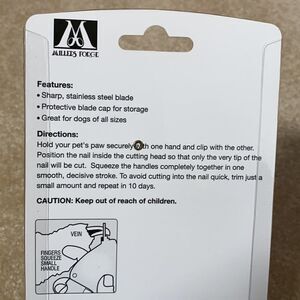 MILLERS FORGE
Features:
• Sharp, stainless steel blade
• Protective blade cap for storage
• Great for dogs of all sizes
Directions:
Hold your pet's paw securely with one hand and clip with the other.
Position the nail inside the cutting head so that only the very tip of the
nail will be cut. Squeeze the handles completely together in one
smooth, decisive stroke. To avoid cutting into the nail quick, trim just a
small amount and repeat in 10 days.
CAUTION: Keep out of reach of children.
VEIN
FINGERS
SQUEEZE
SMALL
HANDLE